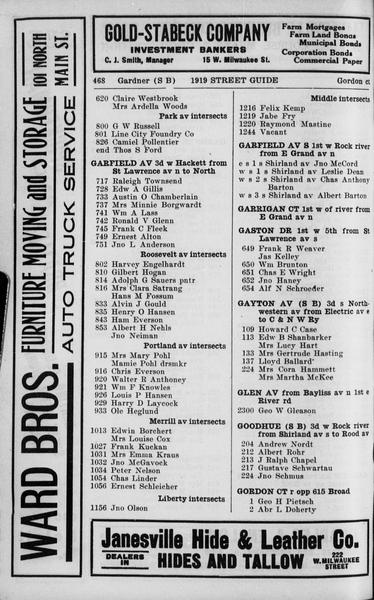 GOLD-STABECK COMPANY
INVESTMENT BANKERS
C. J. Smith, Manager 15 W. Milwaukee St.
Farm Mortgages
Farm Land Bonds
Municipal Bonds
Corporation Bonds
Commercial Paper
WARD BROS. FURNITURE MOVING and STORAGE 101 NORTH MAIN ST.
AUTO TRUCK SERVICE
468 Gardner (S B) 1919 STREET GUIDE Gordon ct
620 Claire Westbrook
Mrs Ardella Woods
Park av intersects
800 G W Russell
801 Line City Foundry Co
826 Camiel Pollentier
end Thos S Ford
GARFIELD AV 3d w Hackett from
St Lawrence av n to North
717 Raleigh Townsend
728 Edw A Gillis
733 Austin O Chamberlain
737 Mrs Minnie Borgwardt
741 Wm A Lass
742 Ronald V Glenn
745 Frank C Fleek
749 Ernest Alton
751 Jno L Anderson
Roosevelt av intersects
802 Harvey Engelhardt
810 Gilbert Hogan
814 Adolph G Sauers pntr
816 Mrs Clara Satrang
Hans M Fossum
833 Alvin J Gould
835 Henry O Hansen
843 Ham Everson
853 Albert H Nehls
Jno Neiman
Portland av intersects
915 Mrs Mary Pohl
Mamie Pohl drsmkr
916 Chris Everson
920 Walter R Anthoney
921 Wm F Knowles
926 Louis P Hansen
929 Harry D Laycock
933 Ole Heglund
Merrill av intersects
1013 Edwin Borchert
Mrs Louise Cox
1027 Frank Kuekan
1031 Mrs Emma Kraus
1032 Jno McGavock
1034 Peter Nelson
1054 Chas Linder
1056 Ernest Schleicher
Liberty intersects
1156 Jno Olson
Middle intersects
1216 Felix Kemp
1219 Jabe Fry
1220 Raymond Mastine
1244 Vacant
GARFIELD AV S 1st w Rock river
from E Grand av n
e s 1 s Shirland av Jno McCord
w s 1 s Shirland av Leslie Dean
w s 2 s Shirland av Chas Anthony
Barton
w s 3 s Shirland av Albert Barton
GARRIGAN CT 1st w of river from
E Grand av n
GASTON DR 1st w 5th from St
Lawrence av s
649 Frank R Weaver
Jas Kelley
650 Wm Brunton
651 Chas E Wright
652 Jno Haney
654 Alf N Schroeder
GAYTON AV (S B) 3d s North-
western av from Electric av e
to C & N W Ry
109 Howard C Case
113 Edw B Shanbarker
Mrs Lucy Hart
133 Mrs Gertrude Hasting
137 Lloyd Ballard
224 Mrs Cora Hammett
Mrs Martha McKee
GLEN AV from Bayliss av n 1st e
River rd
2300 Geo W Gleason
GOODHUE (S B) 3d w Rock river
from Shirland av s to Rood av
204 Andrew Nordt
212 Albert Rohr
213 J Ralph Chapel
217 Gustave Schwartau
224 Jno Schmus
GORDON CT r opp 615 Broad
1 Geo H Pietsch
2 Abr L Doherty
Janesville Hide & Leather Co.
DEALERS IN HIDES AND TALLOW 222 W. MILWAUKEE STREET